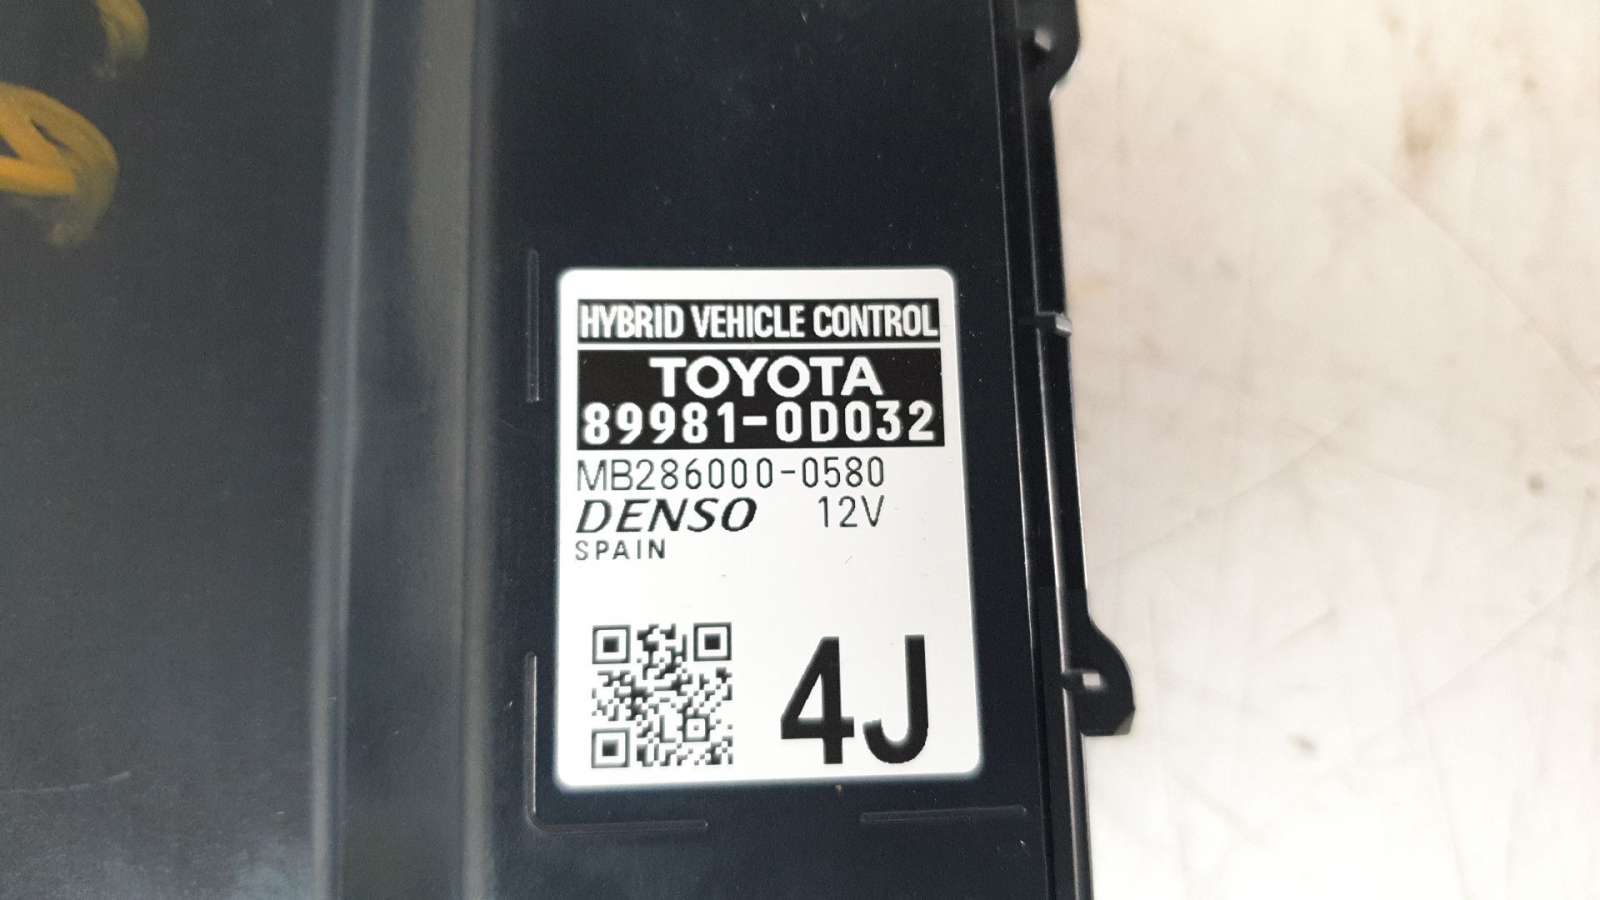 HYBRID VEHICLE CONTROL
TOYOTA
89981-0D032
MB286000-0580
DENSO 12V
SPAIN
4J